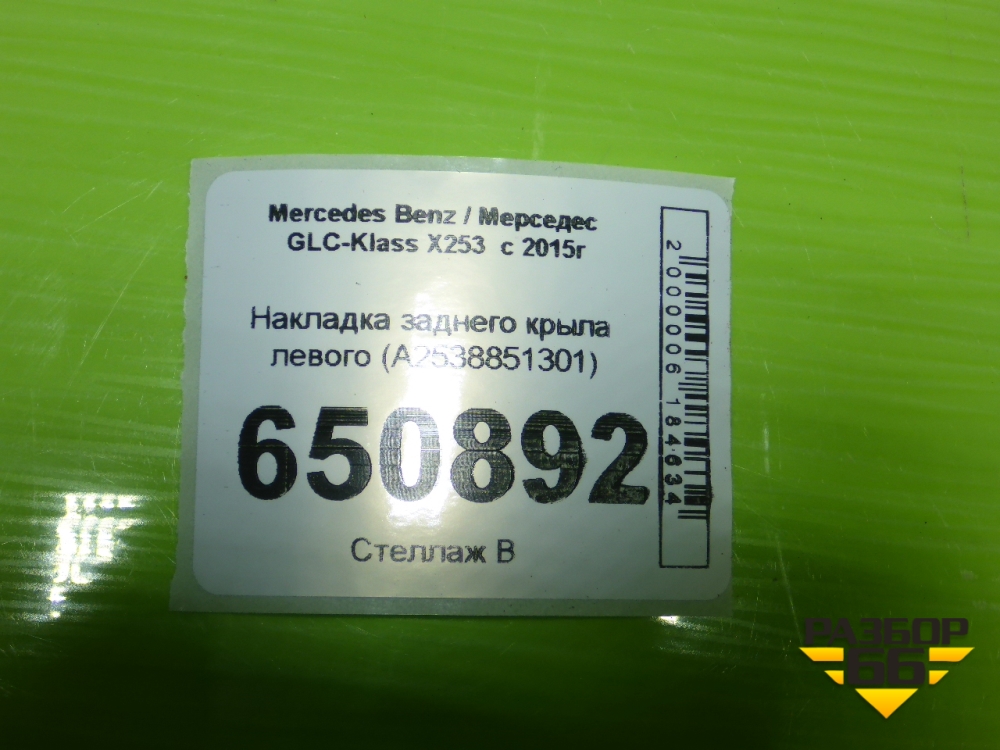 Mercedes Benz / Мерседес
GLC-Klass X253 с 2015г
Накладка заднего крыла
левого (A2538851301)
650892
Стеллаж В
2000006184634
РАЗБОР
66